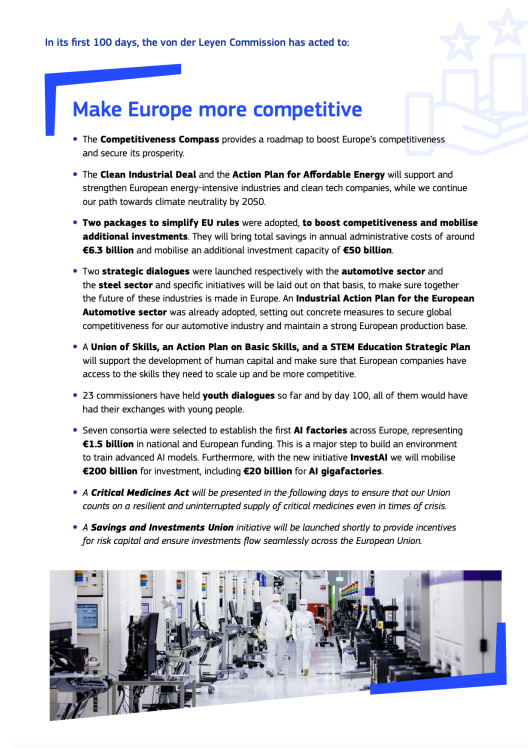 In its first 100 days, the von der Leyen Commission has acted to:
Make Europe more competitive
• The Competitiveness Compass provides a roadmap to boost Europe's competitiveness
and secure its prosperity.
• The Clean Industrial Deal and the Action Plan for Affordable Energy will support and
strengthen European energy-intensive industries and clean tech companies, while we continue
our path towards climate neutrality by 2050.
• Two packages to simplify EU rules were adopted, to boost competitiveness and mobilise
additional investments. They will bring total savings in annual administrative costs of around
€6.3 billion and mobilise an additional investment capacity of €50 billion.
• Two strategic dialogues were launched respectively with the automotive sector and
the steel sector and specific initiatives will be laid out on that basis, to make sure together
the future of these industries is made in Europe. An Industrial Action Plan for the European
Automotive sector was already adopted, setting out concrete measures to secure global
competitiveness for our automotive industry and maintain a strong European production base.
• A Union of Skills, an Action Plan on Basic Skills, and a STEM Education Strategic Plan
will support the development of human capital and make sure that European companies have
access to the skills they need to scale up and be more competitive.
• 23 commissioners have held youth dialogues so far and by day 100, all of them would have
had their exchanges with young people.
• Seven consortia were selected to establish the first AI factories across Europe, representing
€1.5 billion in national and European funding. This is a major step to build an environment
to train advanced AI models. Furthermore, with the new initiative InvestAI we will mobilise
€200 billion for investment, including €20 billion for AI gigafactories.
• A Critical Medicines Act will be presented in the following days to ensure that our Union
counts on a resilient and uninterrupted supply of critical medicines even in times of crisis.
• A Savings and Investments Union initiative will be launched shortly to provide incentives
for risk capital and ensure investments flow seamlessly across the European Union.